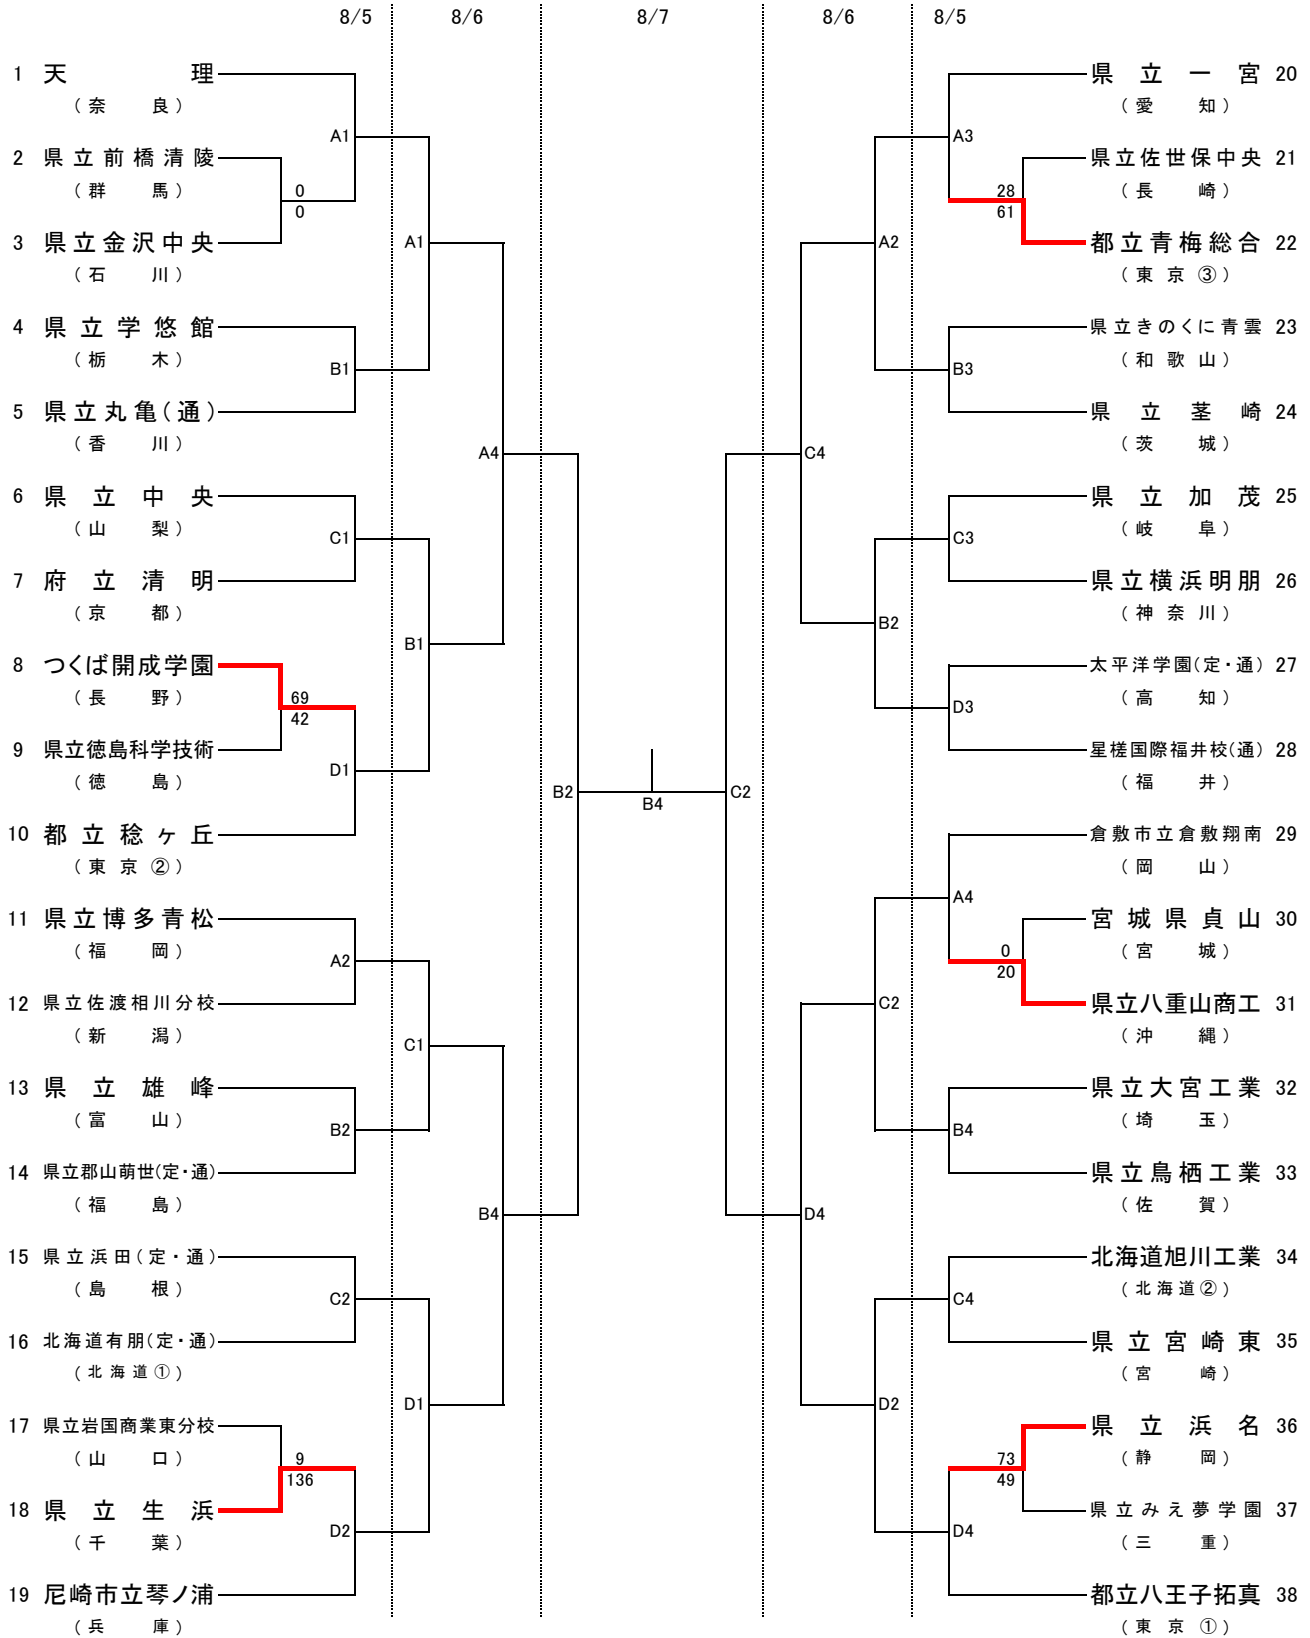 8/5 8/6 8/7 8/6 8/5
1 天理
(奈良)
A1
2 県立前橋清陵
(群馬)
0
0
3 県立金沢中央
(石川)
A1
4 県立学悠館
(栃木)
B1
5 県立丸亀(通)
(香川)
A4
6 県立中央
(山梨)
C1
7 府立清明
(京都)
B1
8 つくば開成学園
(長野)
69
42
9 県立徳島科学技術
(徳島)
D1
10 都立稔ヶ丘
(東京②)
B2
11 県立博多青松
(福岡)
A2
12 県立佐渡相川分校
(新潟)
C1
13 県立雄峰
(富山)
B2
14 県立郡山萌世(定・通)
(福島)
B4
15 県立浜田(定・通)
(島根)
C2
16 北海道有朋(定・通)
(北海道①)
D1
17 県立岩国商業東分校
(山口)
9
136
18 県立生浜
(千葉)
D2
19 尼崎市立琴ノ浦
(兵庫)
B4
県立一宮 20
(愛知)
A3
県立佐世保中央 21
(長崎)
28
61
都立青梅総合 22
(東京③)
A2
県立きのくに青雲 23
(和歌山)
B3
県立茎崎 24
(茨城)
C4
県立加茂 25
(岐阜)
C3
県立横浜明朋 26
(神奈川)
B2
太平洋学園(定・通) 27
(高知)
D3
星槎国際福井校(通) 28
(福井)
C2
倉敷市立倉敷翔南 29
(岡山)
A4
宮城県貞山 30
(宮城)
0
20
県立八重山商工 31
(沖縄)
C2
県立大宮工業 32
(埼玉)
B4
県立鳥栖工業 33
(佐賀)
D4
北海道旭川工業 34
(北海道②)
C4
県立宮崎東 35
(宮崎)
D2
県立浜名 36
(静岡)
73
49
県立みえ夢学園 37
(三重)
D4
都立八王子拓真 38
(東京①)